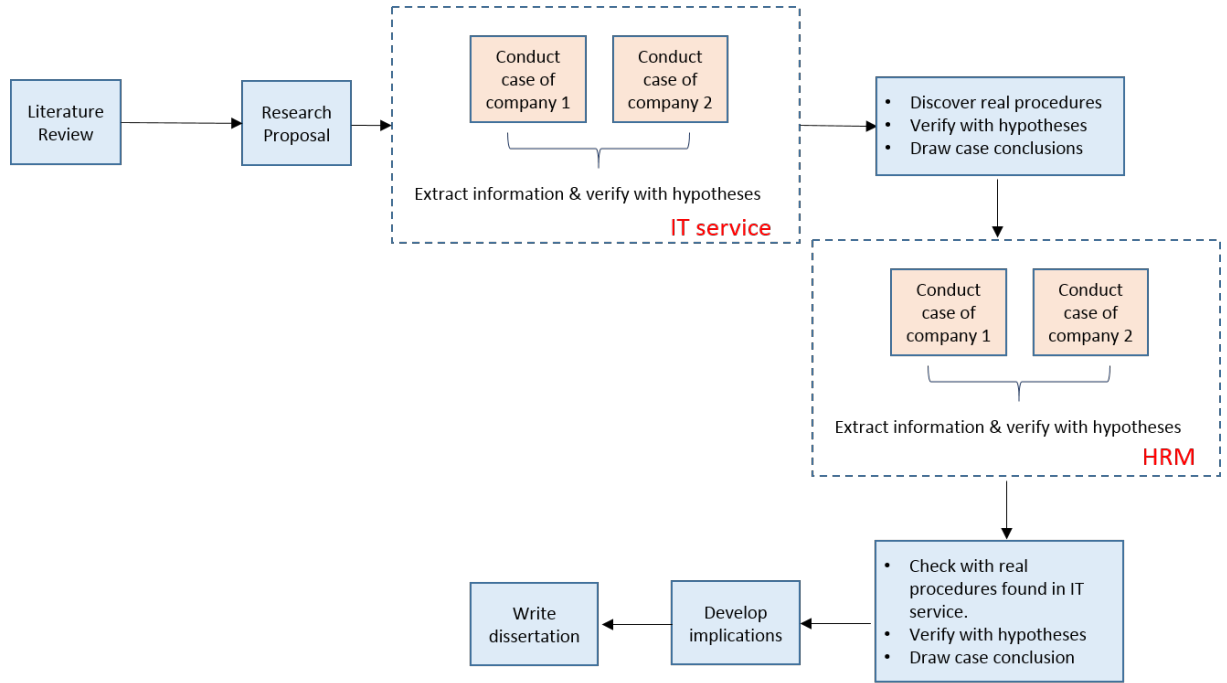 Literature
Review
Research
Proposal
Conduct
case of
company 1
Conduct
case of
company 2
Extract information & verify with hypotheses
IT service
• Discover real procedures
• Verify with hypotheses
• Draw case conclusions
Conduct
case of
company 1
Conduct
case of
company 2
Extract information & verify with hypotheses
HRM
• Check with real
procedures found in IT
service.
• Verify with hypotheses
• Draw case conclusion
Develop
implications
Write
dissertation